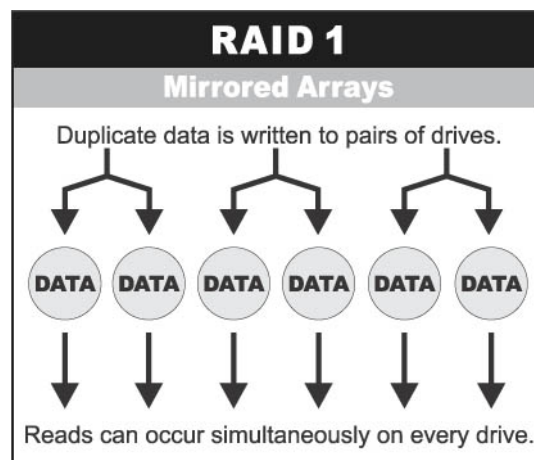 RAID 1
Mirrored Arrays
Duplicate data is written to pairs of drives.
DATA DATA DATA DATA DATA DATA
Reads can occur simultaneously on every drive.